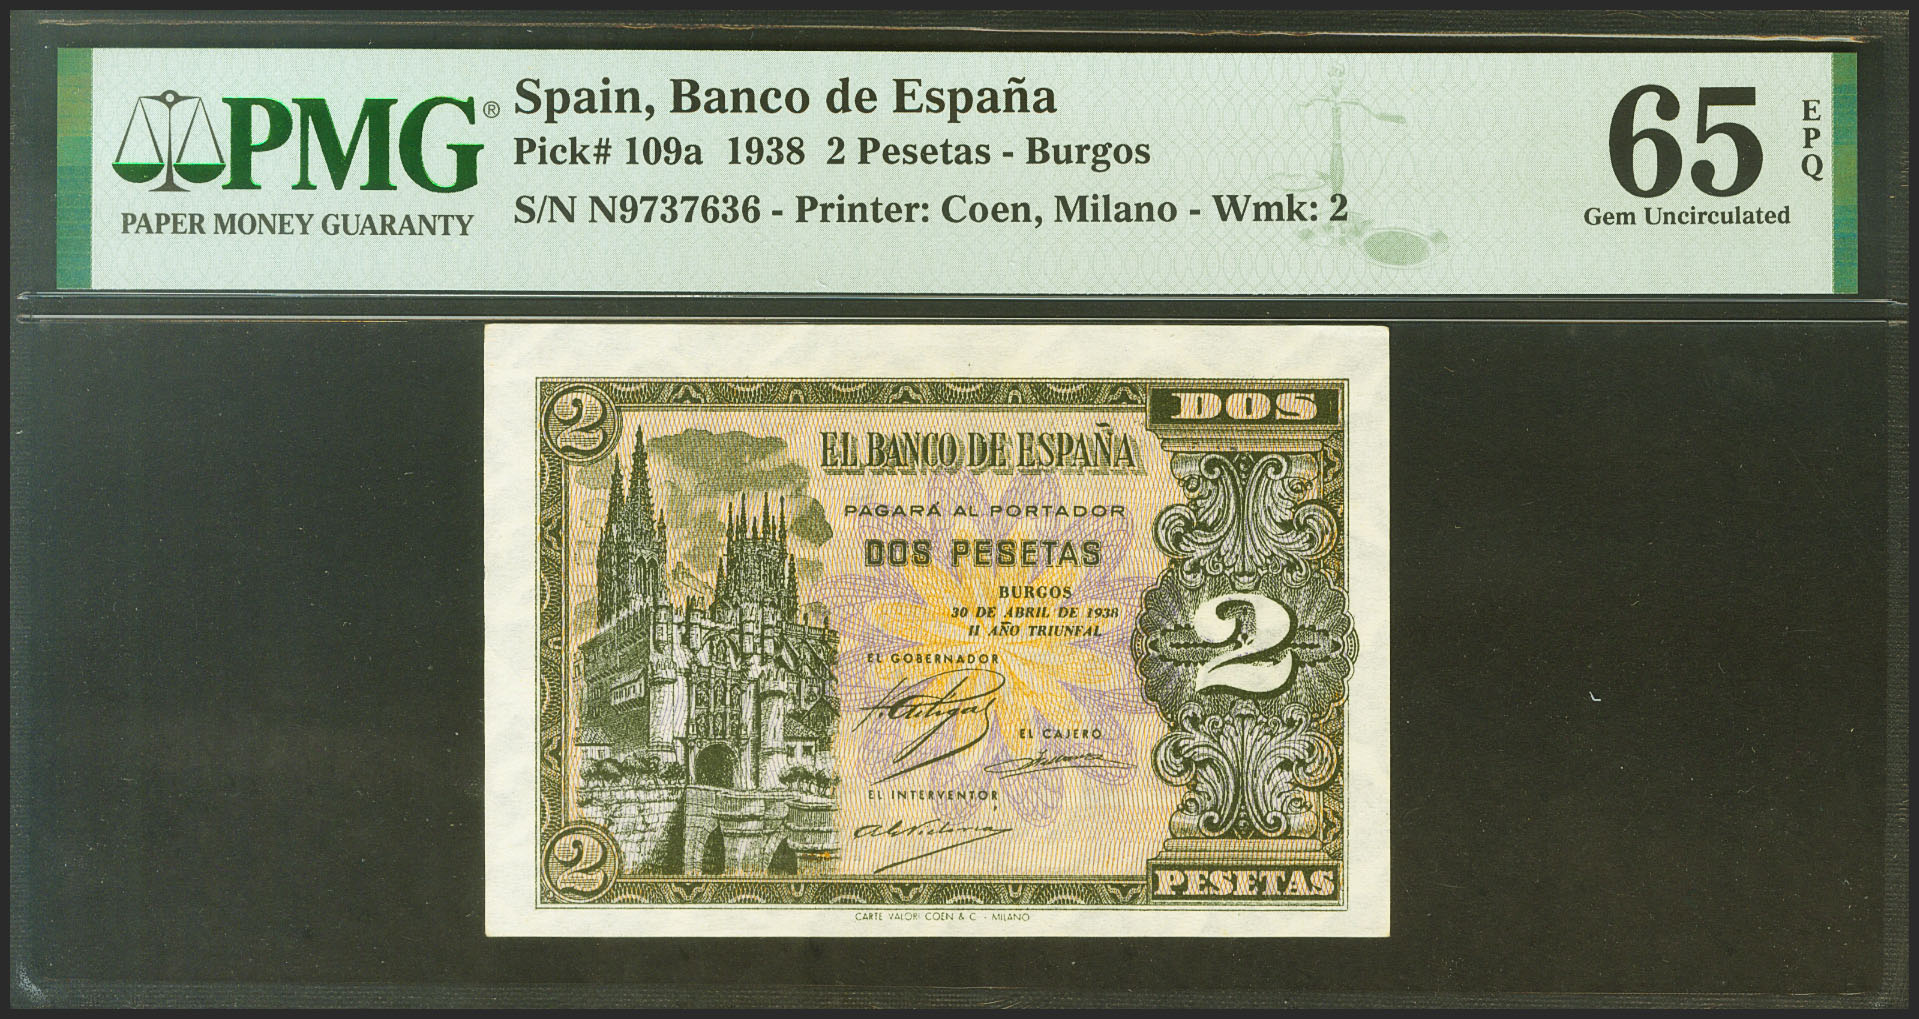 PMG®
PAPER MONEY GUARANTY
Spain, Banco de España
Pick# 109a 1938 2 Pesetas - Burgos
S/N N9737636 - Printer: Coen, Milano - Wmk: 2
65
EPQ
Gem Uncirculated
2
DOS
EL BANCO DE ESPAÑA
PAGARÁ AL PORTADOR
DOS PESETAS
BURGOS
30 DE ABRIL DE 1938
II AÑO TRIUNFAL
2
EL GOBERNADOR
EL CAJERO
EL INTERVENTOR
2
PESETAS
CARTE VALORI COEN & C - MILANO